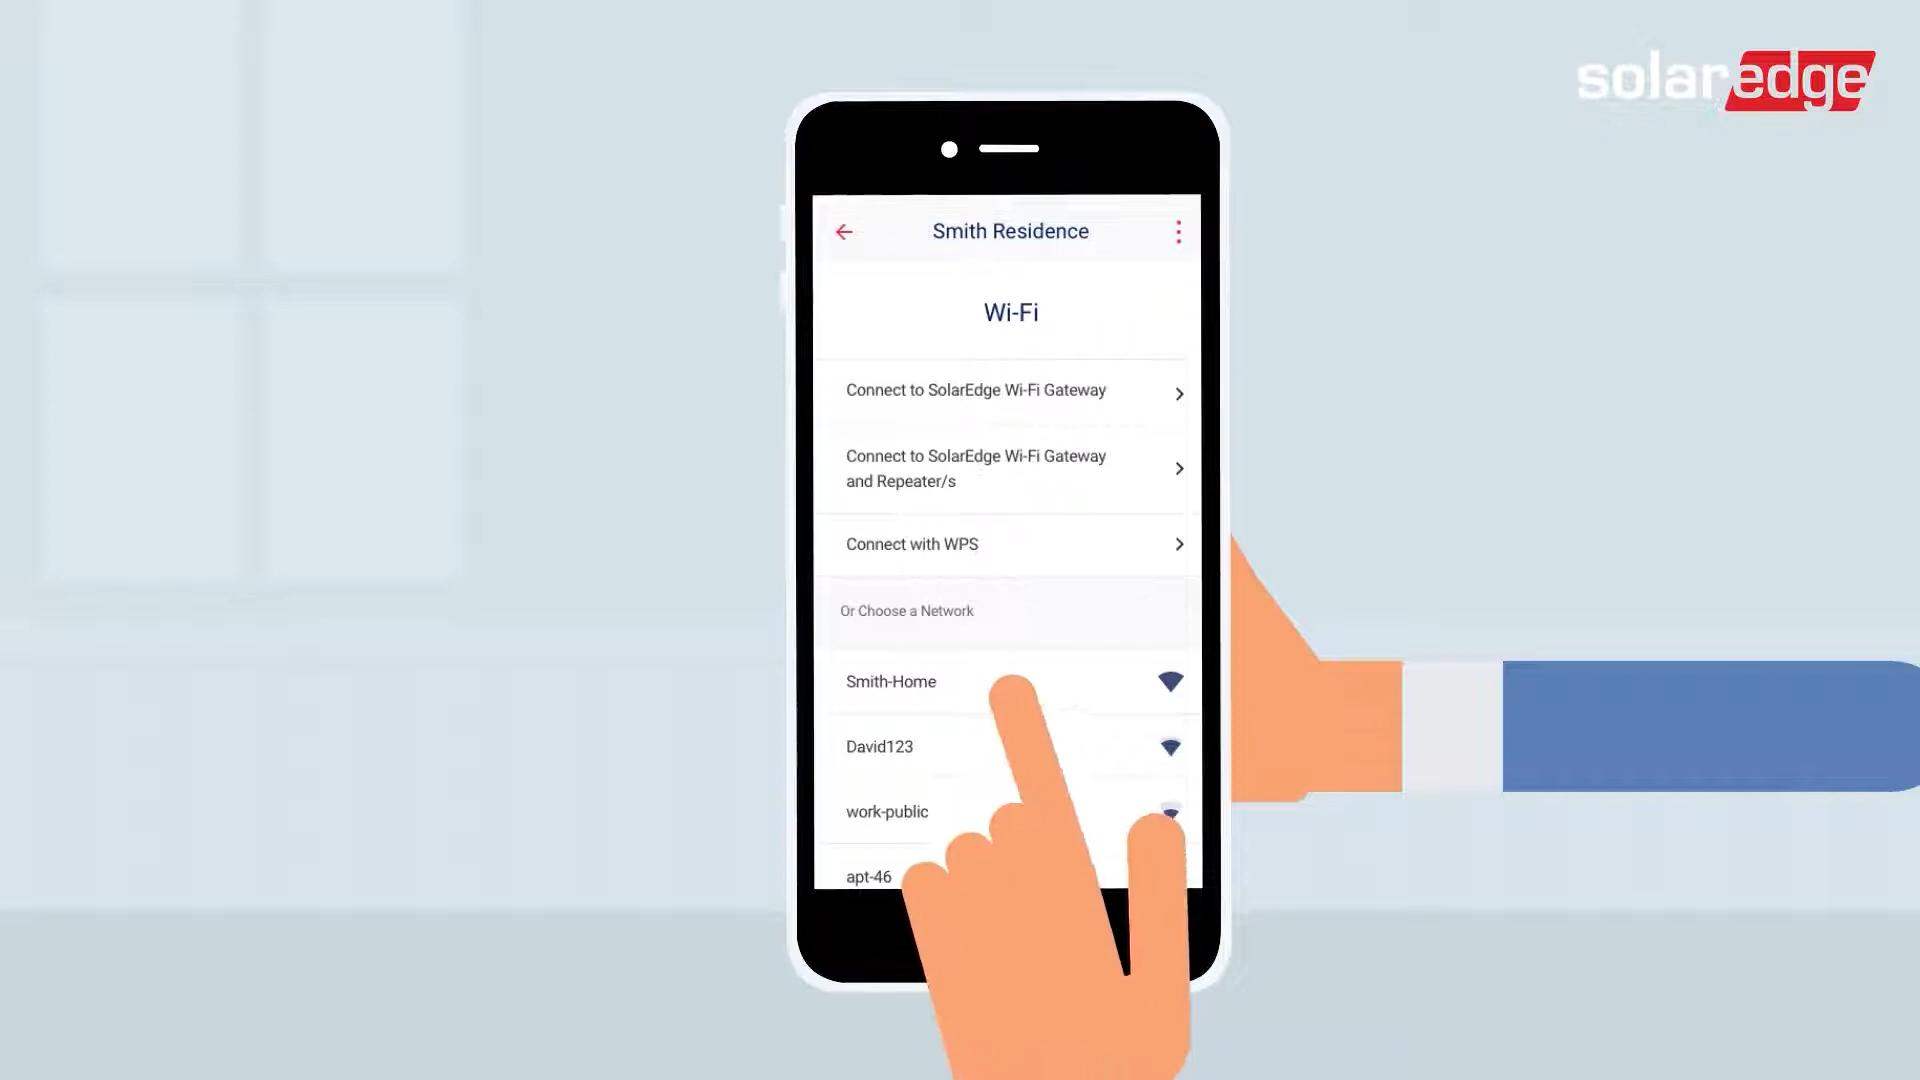 solaredge
Smith Residence
Wi-Fi
Connect to SolarEdge Wi-Fi Gateway
Connect to SolarEdge Wi-Fi Gateway
and Repeater/s
Connect with WPS
Or Choose a Network
Smith-Home
David123
work-public
apt-46